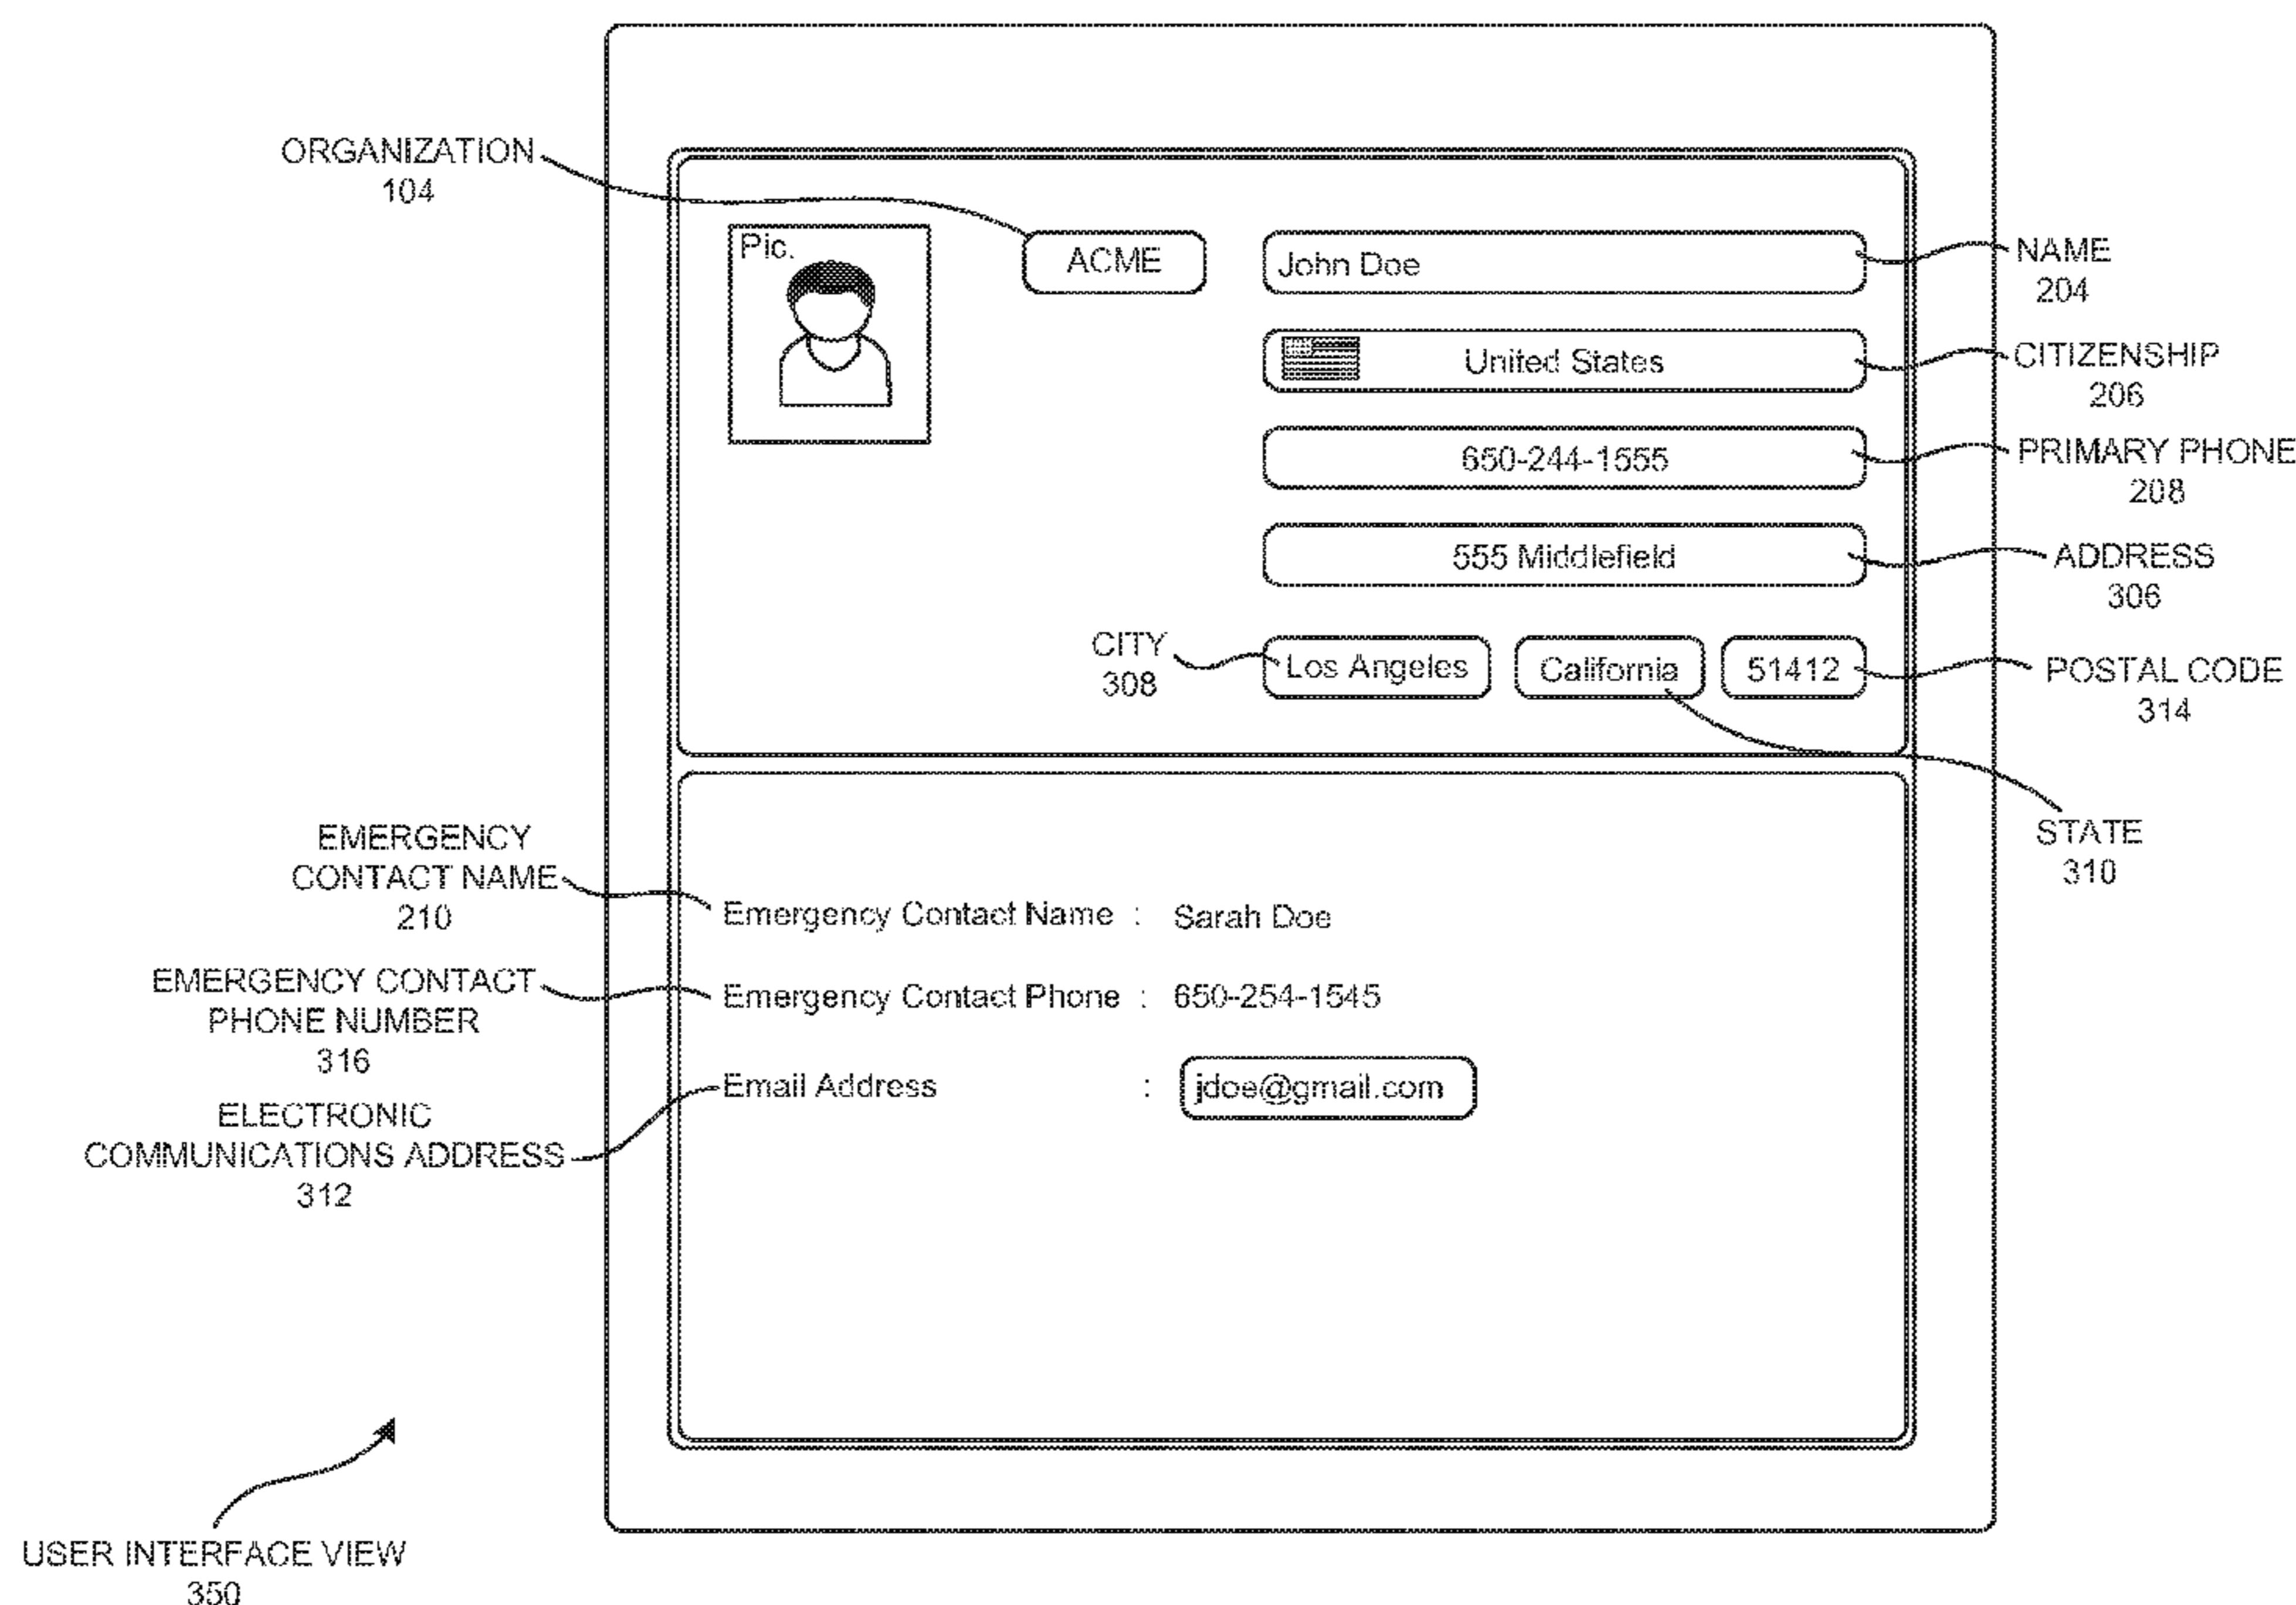 ORGANIZATION
104
Pic.
ACME
John Doe
NAME
204
United States
CITIZENSHIP
206
650-244-1555
PRIMARY PHONE
208
555 Middlefield
ADDRESS
306
CITY
308
Los Angeles
California
51412
POSTAL CODE
314
STATE
310
EMERGENCY
CONTACT NAME
210
Emergency Contact Name : Sarah Doe
EMERGENCY CONTACT
PHONE NUMBER
316
Emergency Contact Phone : 650-254-1545
ELECTRONIC
COMMUNICATIONS ADDRESS
312
Email Address : jdoe@gmail.com
USER INTERFACE VIEW
350